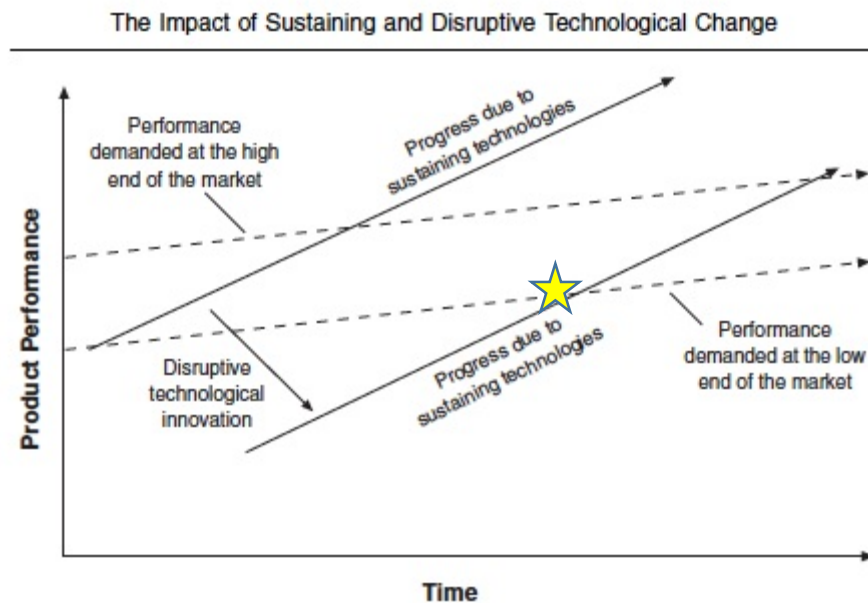 The Impact of Sustaining and Disruptive Technological Change
Performance
demanded at the high
end of the market
Progress due to
sustaining technologies
Product Performance
Disruptive
technological
innovation
Progress due to
sustaining technologies
Performance
demanded at the low
end of the market
Time